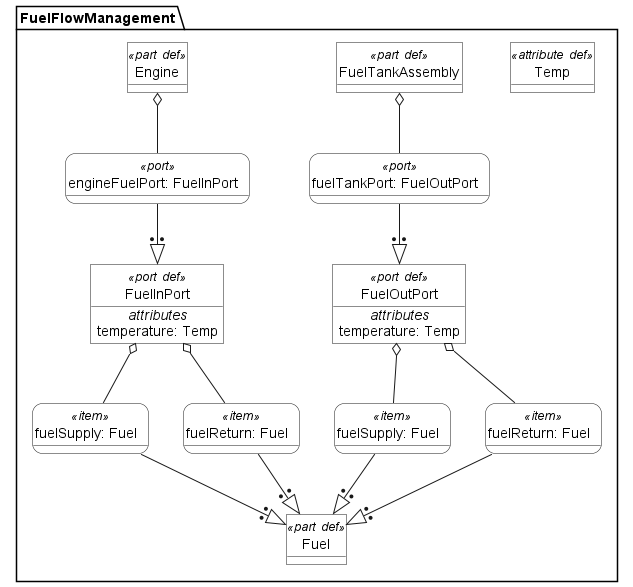 FuelFlowManagement
«part def»
Engine
«part def»
FuelTankAssembly
«attribute def»
Temp
«port»
engineFuelPort: FuelInPort
«port»
fuelTankPort: FuelOutPort
«port def»
FuelInPort
attributes
temperature: Temp
«port def»
FuelOutPort
attributes
temperature: Temp
«item»
fuelSupply: Fuel
«item»
fuelReturn: Fuel
«item»
fuelSupply: Fuel
«item»
fuelReturn: Fuel
«part def»
Fuel